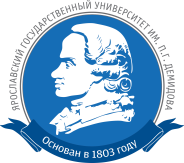 ЯРОСЛАВСКИЙ ГОСУДАРСТВЕННЫЙ УНИВЕРСИТЕТ ИМ. П.Г. ДЕМИДОВА
Основан в 1803 году